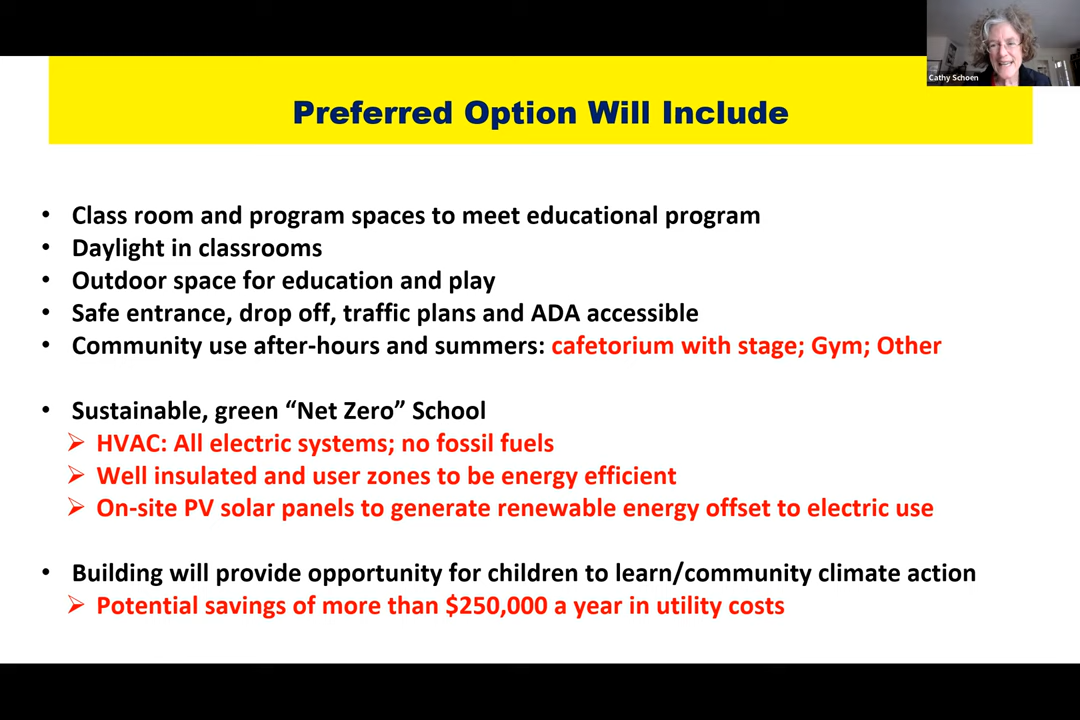 Cathy Schoen
Preferred Option Will Include
• Class room and program spaces to meet educational program
• Daylight in classrooms
• Outdoor space for education and play
• Safe entrance, drop off, traffic plans and ADA accessible
• Community use after-hours and summers: cafetorium with stage; Gym; Other
• Sustainable, green “Net Zero” School
➢ HVAC: All electric systems; no fossil fuels
➢ Well insulated and user zones to be energy efficient
➢ On-site PV solar panels to generate renewable energy offset to electric use
• Building will provide opportunity for children to learn/community climate action
➢ Potential savings of more than $250,000 a year in utility costs